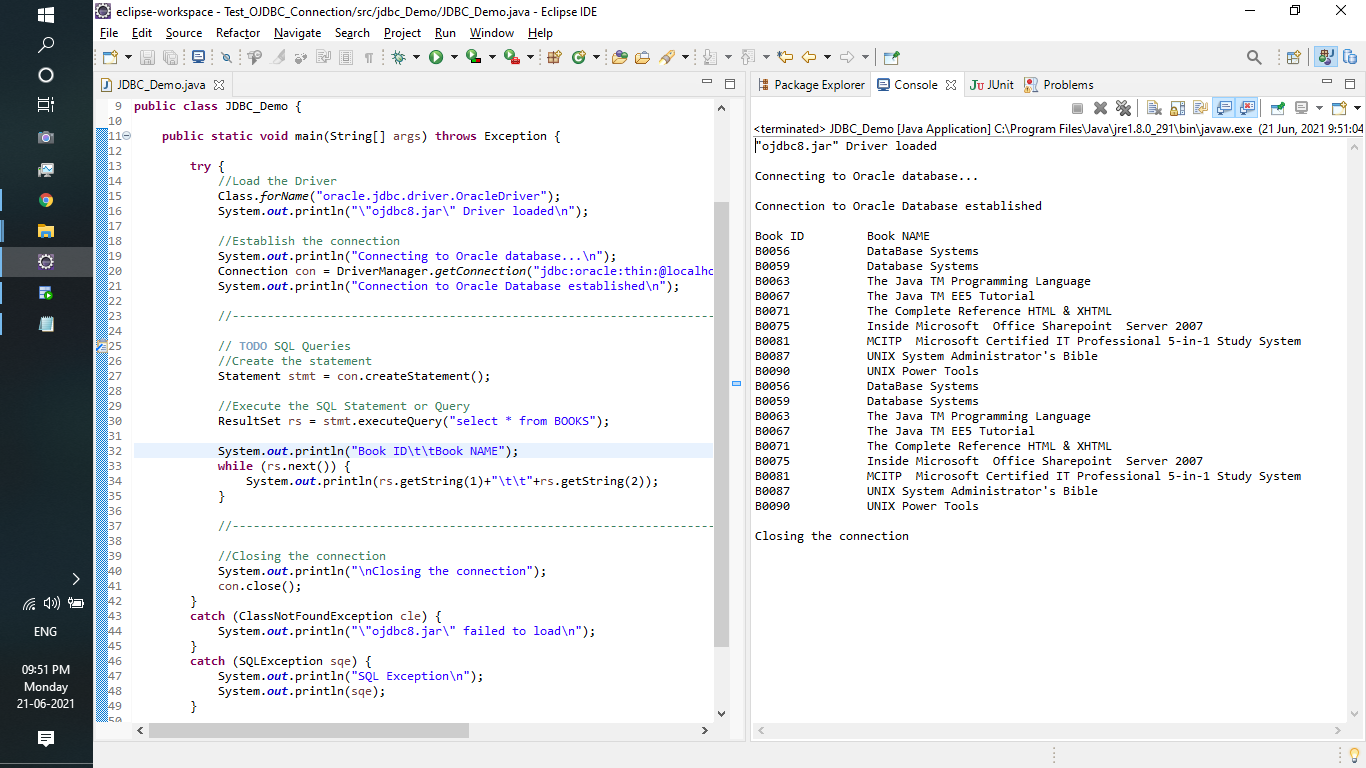 eclipse-workspace - Test_OJDBC_Connection/src/jdbc_Demo/JDBC_Demo.java - Eclipse IDE
File Edit Source Refactor Navigate Search Project Run Window Help
JDBC_Demo.java
9 public class JDBC_Demo {
10
11 public static void main(String[] args) throws Exception {
12
13 try {
14 //Load the Driver
15 Class.forName("oracle.jdbc.driver.OracleDriver");
16 System.out.println("\"ojdbc8.jar\" Driver loaded\n");
17
18 //Establish the connection
19 System.out.println("Connecting to Oracle database...\n");
20 Connection con = DriverManager.getConnection("jdbc:oracle:thin:@localho
21 System.out.println("Connection to Oracle Database established\n");
22
23 //---------------------------------------------------------------------
24
25 // TODO SQL Queries
26 //Create the statement
27 Statement stmt = con.createStatement();
28
29 //Execute the SQL Statement or Query
30 ResultSet rs = stmt.executeQuery("select * from BOOKS");
31
32 System.out.println("Book ID\t\tBook NAME");
33 while (rs.next()) {
34 System.out.println(rs.getString(1)+"\t\t"+rs.getString(2));
35 }
36
37 //---------------------------------------------------------------------
38
39 //Closing the connection
40 System.out.println("\nClosing the connection");
41 con.close();
42 }
43 catch (ClassNotFoundException cle) {
44 System.out.println("\"ojdbc8.jar\" failed to load\n");
45 }
46 catch (SQLException sqe) {
47 System.out.println("SQL Exception\n");
48 System.out.println(sqe);
49 }
50
Package Explorer Console JUnit Problems
<terminated> JDBC_Demo [Java Application] C:\Program Files\Java\jre1.8.0_291\bin\javaw.exe (21 Jun, 2021 9:51:04
"ojdbc8.jar" Driver loaded
Connecting to Oracle database...
Connection to Oracle Database established
Book ID Book NAME
B0056 DataBase Systems
B0059 Database Systems
B0063 The Java TM Programming Language
B0067 The Java TM EE5 Tutorial
B0071 The Complete Reference HTML & XHTML
B0075 Inside Microsoft Office Sharepoint Server 2007
B0081 MCITP Microsoft Certified IT Professional 5-in-1 Study System
B0087 UNIX System Administrator's Bible
B0090 UNIX Power Tools
B0056 DataBase Systems
B0059 Database Systems
B0063 The Java TM Programming Language
B0067 The Java TM EE5 Tutorial
B0071 The Complete Reference HTML & XHTML
B0075 Inside Microsoft Office Sharepoint Server 2007
B0081 MCITP Microsoft Certified IT Professional 5-in-1 Study System
B0087 UNIX System Administrator's Bible
B0090 UNIX Power Tools
Closing the connection
ENG
09:51 PM
Monday
21-06-2021